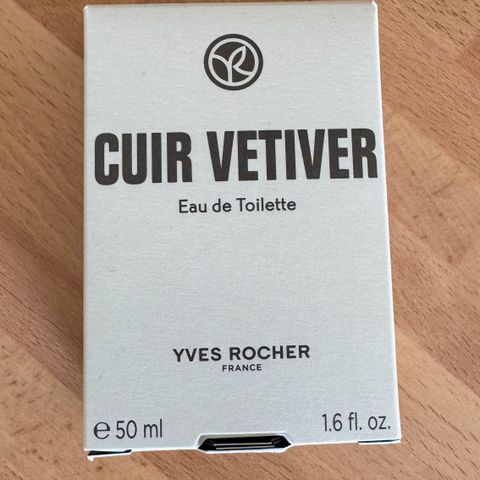 CUIR VETIVER
Eau de Toilette
YVES ROCHER
FRANCE
℮ 50 ml 1.6 fl. oz.